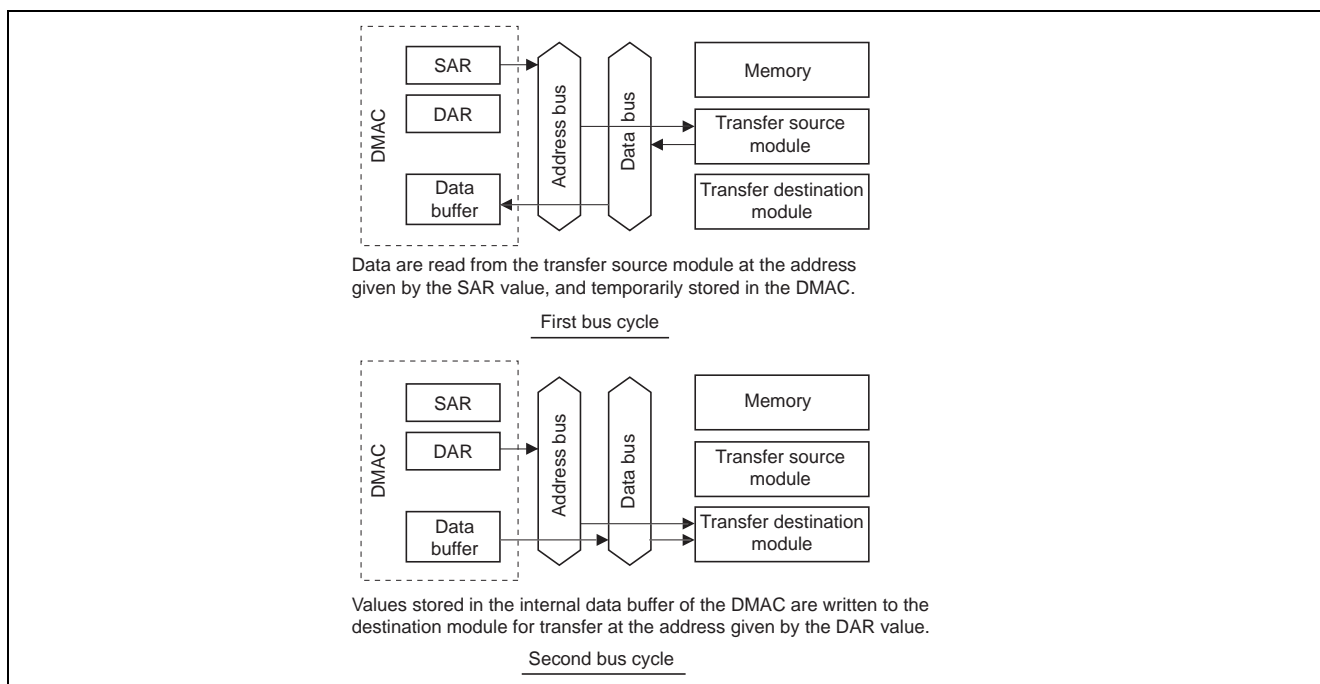 SAR
Memory
DAR
Transfer source
module
DMAC
Address bus
Data bus
Data
buffer
Transfer destination
module
Data are read from the transfer source module at the address
given by the SAR value, and temporarily stored in the DMAC.
First bus cycle
SAR
Memory
DAR
Transfer source
module
DMAC
Address bus
Data bus
Data
buffer
Transfer destination
module
Values stored in the internal data buffer of the DMAC are written to the
destination module for transfer at the address given by the DAR value.
Second bus cycle